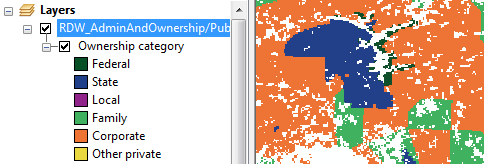 Layers
RDW_AdminAndOwnership/Pub
Ownership category
Federal
State
Local
Family
Corporate
Other private